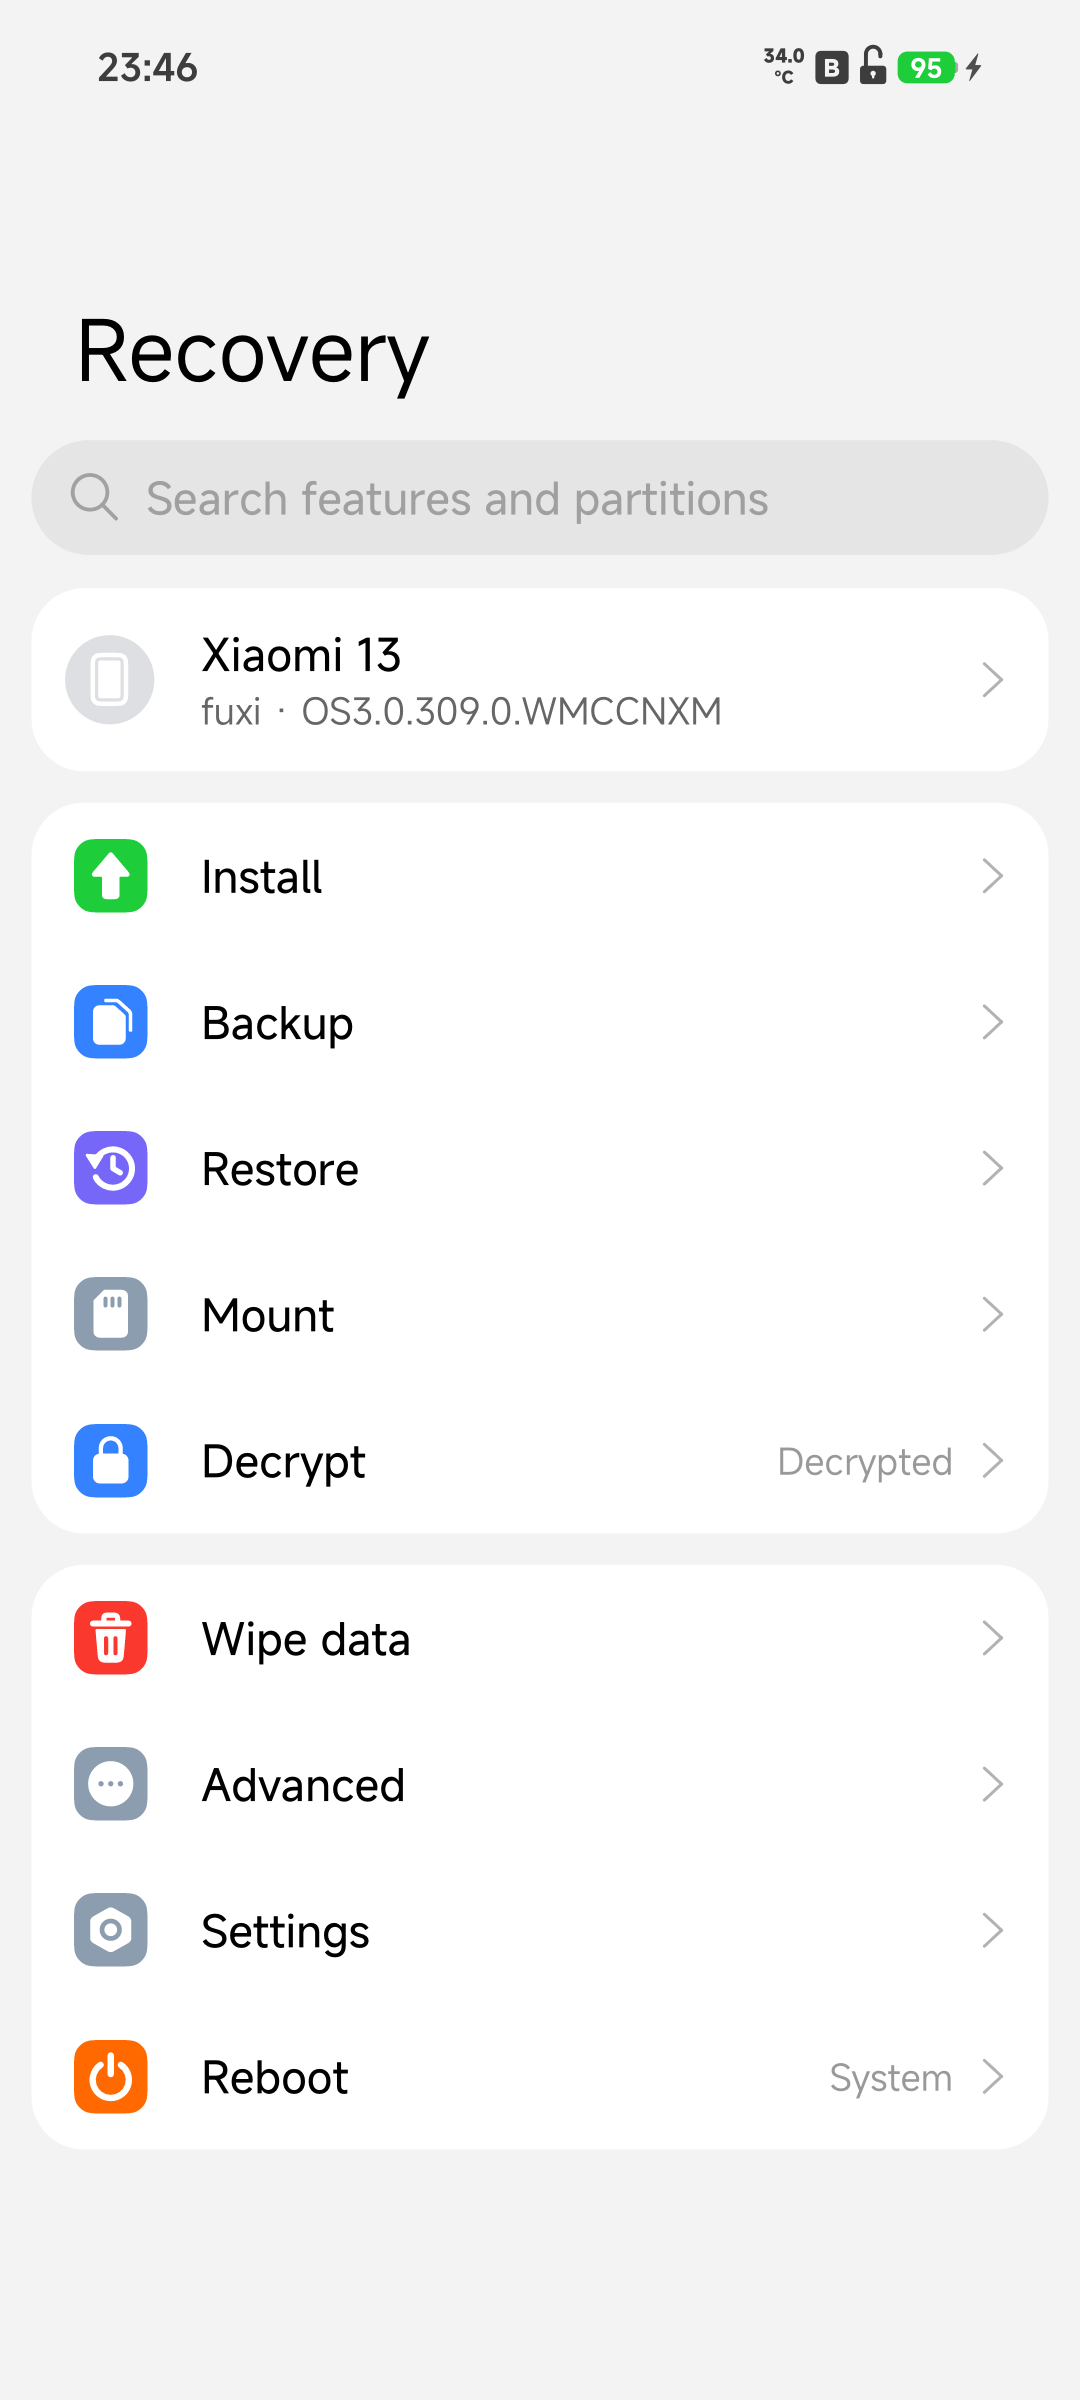 23:46
34.0
°C
B
95
Recovery
Search features and partitions
Xiaomi 13
fuxi · OS3.0.309.0.WMCCNXM
Install
Backup
Restore
Mount
Decrypt
Decrypted
Wipe data
Advanced
Settings
Reboot
System